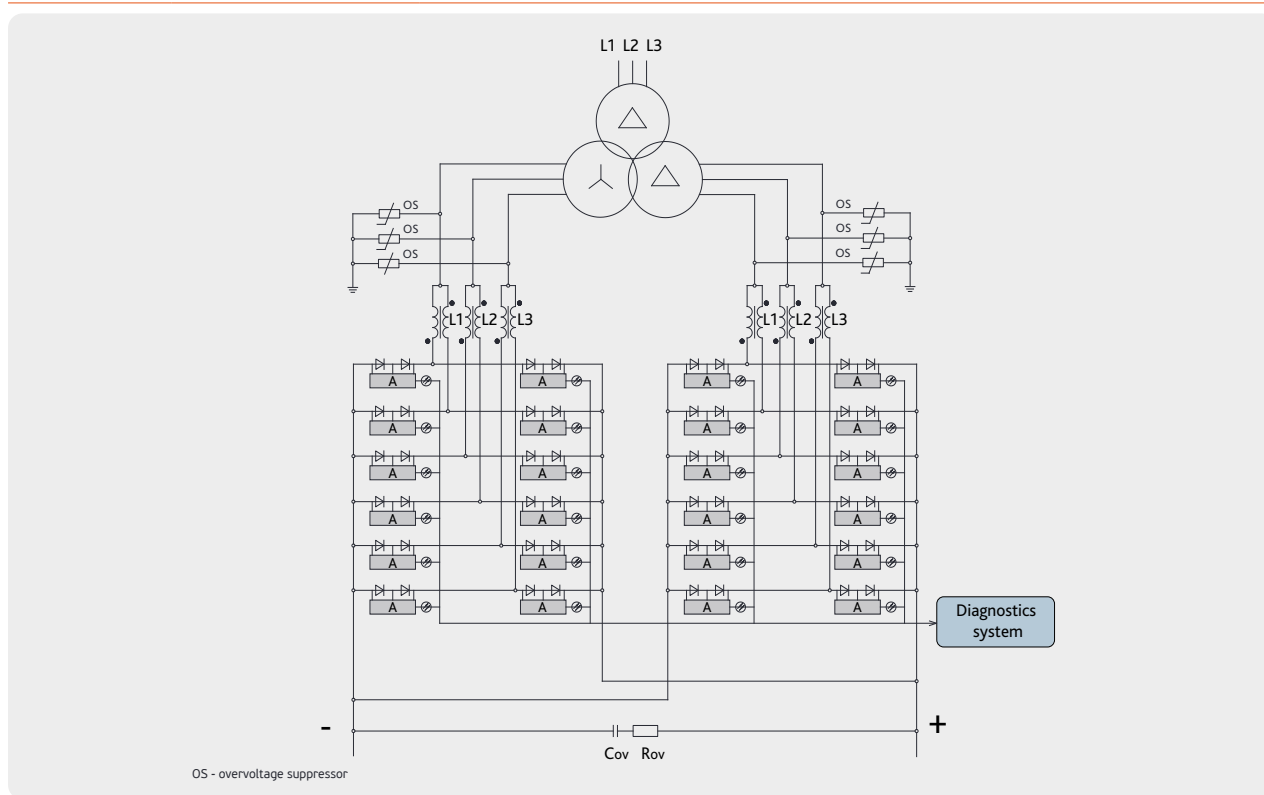 L1 L2 L3
OS
OS
OS
OS
OS
OS
L1 L2 L3
L1 L2 L3
A A A A
A A A A
A A A A
A A A A
A A A A
A A A A
Diagnostics
system
- +
Cov Rov
OS - overvoltage suppressor